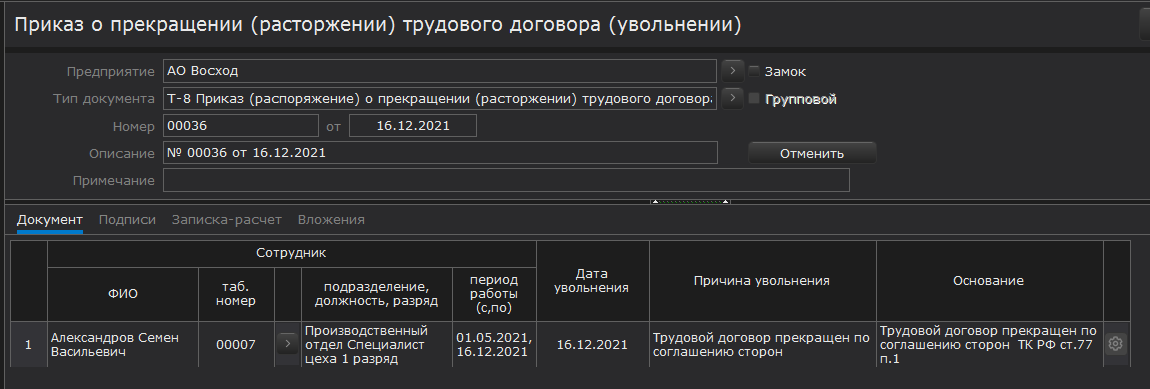 Приказ о прекращении (расторжении) трудового договора (увольнении)
Предприятие АО Восход > Замок
Тип документа Т-8 Приказ (распоряжение) о прекращении (расторжении) трудового договора > Групповой
Номер 00036 от 16.12.2021
Описание № 00036 от 16.12.2021 Отменить
Примечание
Документ Подписи Записка-расчет Вложения
Сотрудник
ФИО
таб.
номер
подразделение,
должность, разряд
период
работы
(с,по)
Дата
увольнения
Причина увольнения
Основание
1
Александров Семен
Васильевич
00007
>
Производственный
отдел Специалист
цеха 1 разряд
01.05.2021,
16.12.2021
16.12.2021
Трудовой договор прекращен по
соглашению сторон
Трудовой договор прекращен по
соглашению сторон ТК РФ ст.77
п.1